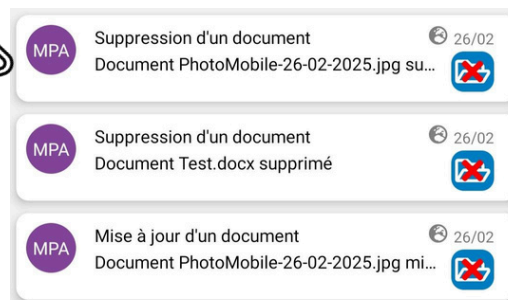 MPA
Suppression d'un document
26/02
Document PhotoMobile-26-02-2025.jpg su...
MPA
Suppression d'un document
26/02
Document Test.docx supprimé
MPA
Mise à jour d'un document
26/02
Document PhotoMobile-26-02-2025.jpg mi...